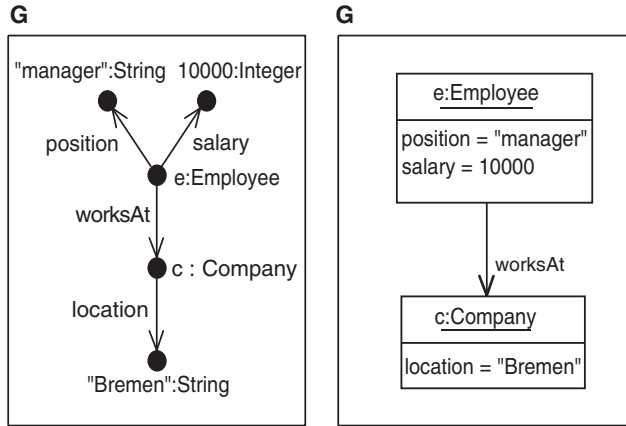 G
"manager":String 10000:Integer
position
salary
e:Employee
worksAt
c : Company
location
"Bremen":String
G
e:Employee
position = "manager"
salary = 10000
worksAt
c:Company
location = "Bremen"